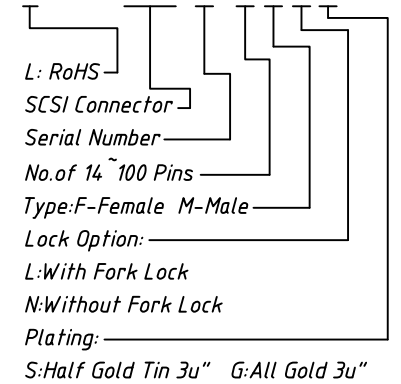 L: RoHS
SCSI Connector
Serial Number
No.of 14~100 Pins
Type:F-Female M-Male
Lock Option:
L:With Fork Lock
N:Without Fork Lock
Plating:
S:Half Gold Tin 3u" G:All Gold 3u"